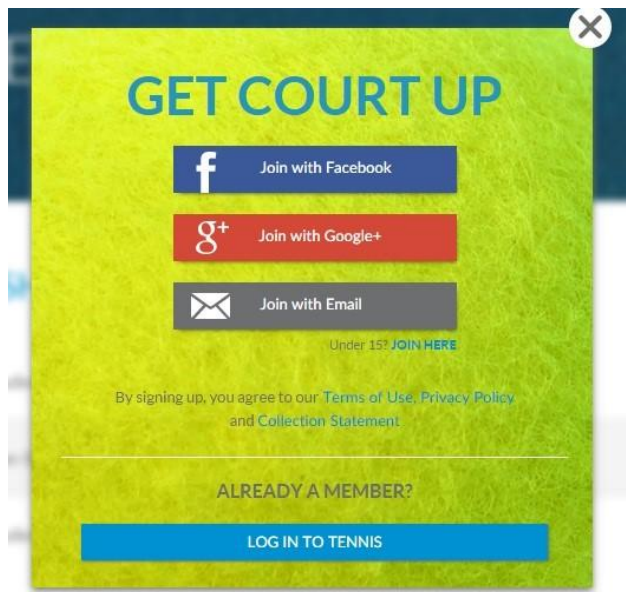 GET COURT UP
f Join with Facebook
g+ Join with Google+
Join with Email
Under 15? JOIN HERE
By signing up, you agree to our Terms of Use, Privacy Policy
and Collection Statement
ALREADY A MEMBER?
LOG IN TO TENNIS